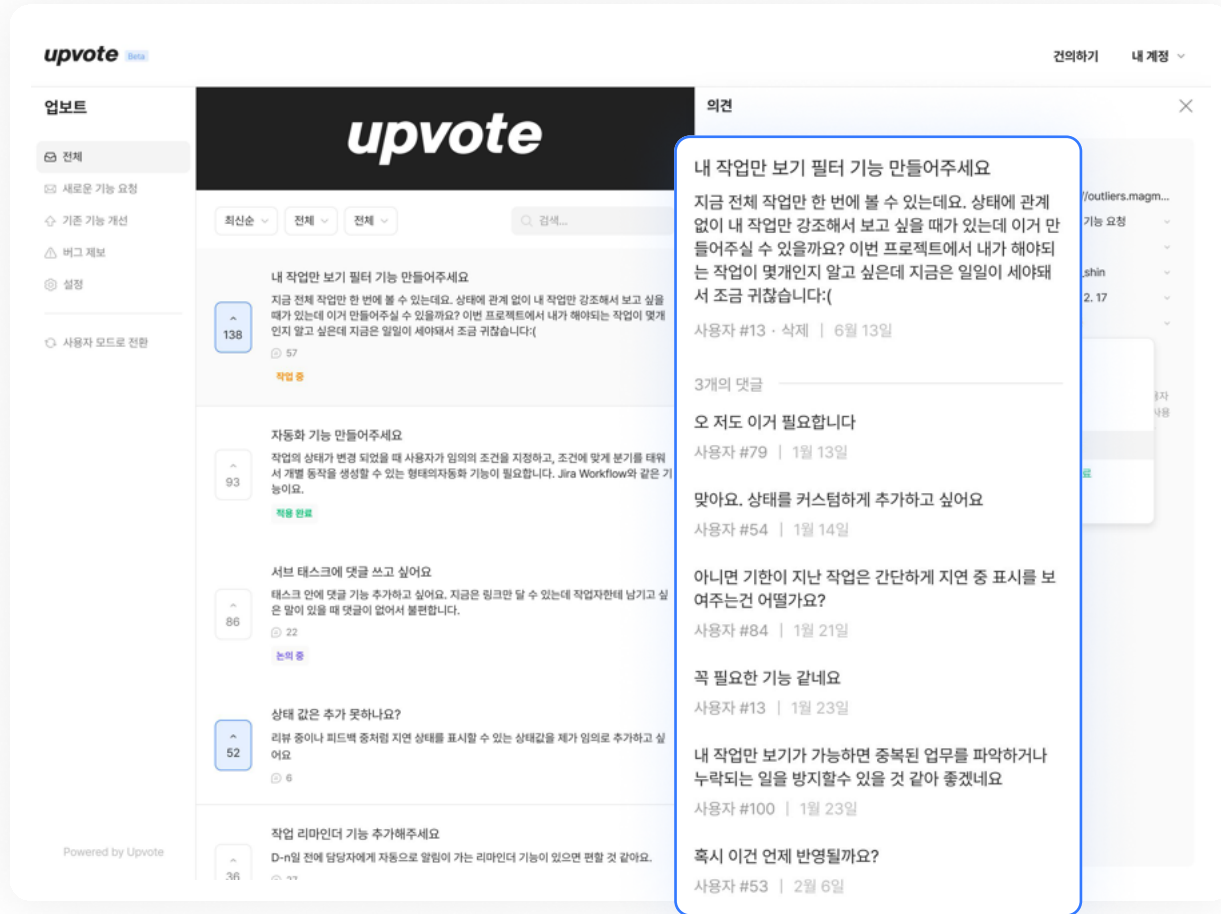 upvote Beta
건의하기
내 계정
업보트
전체
새로운 기능 요청
기존 기능 개선
버그 제보
설정
사용자 모드로 전환
Powered by Upvote
upvote
최신순
전체
전체
검색...
138
내 작업만 보기 필터 기능 만들어주세요
지금 전체 작업만 한 번에 볼 수 있는데요. 상태에 관계 없이 내 작업만 강조해서 보고 싶을
때가 있는데 이거 만들어주실 수 있을까요? 이번 프로젝트에서 내가 해야되는 작업이 몇개
인지 알고 싶은데 지금은 일일이 세야돼서 조금 귀찮습니다:(
57
작업 중
93
자동화 기능 만들어주세요
작업의 상태가 변경 되었을 때 사용자가 임의의 조건을 지정하고, 조건에 맞게 분기를 태워
서 개별 동작을 생성할 수 있는 형태의자동화 기능이 필요합니다. Jira Workflow와 같은 기
능이요.
적용 완료
86
서브 태스크에 댓글 쓰고 싶어요
태스크 안에 댓글 기능 추가하고 싶어요. 지금은 링크만 달 수 있는데 작업자한테 남기고 싶
은 말이 있을 때 댓글이 없어서 불편합니다.
22
논의 중
52
상태 값은 추가 못하나요?
리뷰 중이나 피드백 중처럼 지연 상태를 표시할 수 있는 상태값을 제가 임의로 추가하고 싶
어요
6
36
작업 리마인더 기능 추가해주세요
D-n일 전에 담당자에게 자동으로 알림이 가는 리마인더 기능이 있으면 편할 것 같아요.
27
의견
내 작업만 보기 필터 기능 만들어주세요
지금 전체 작업만 한 번에 볼 수 있는데요. 상태에 관계
없이 내 작업만 강조해서 보고 싶을 때가 있는데 이거 만
들어주실 수 있을까요? 이번 프로젝트에서 내가 해야되
는 작업이 몇개인지 알고 싶은데 지금은 일일이 세야돼
서 조금 귀찮습니다:(
사용자 #13 · 삭제 | 6월 13일
3개의 댓글
오 저도 이거 필요합니다
사용자 #79 | 1월 13일
맞아요. 상태를 커스텀하게 추가하고 싶어요
사용자 #54 | 1월 14일
아니면 기한이 지난 작업은 간단하게 지연 중 표시를 보
여주는건 어떨가요?
사용자 #84 | 1월 21일
꼭 필요한 기능 같네요
사용자 #13 | 1월 23일
내 작업만 보기가 가능하면 중복된 업무를 파악하거나
누락되는 일을 방지할수 있을 것 같아 좋겠네요
사용자 #100 | 1월 23일
혹시 이건 언제 반영될까요?
사용자 #53 | 2월 6일
/outliers.magm...
기능 요청
shin
2. 17
사용